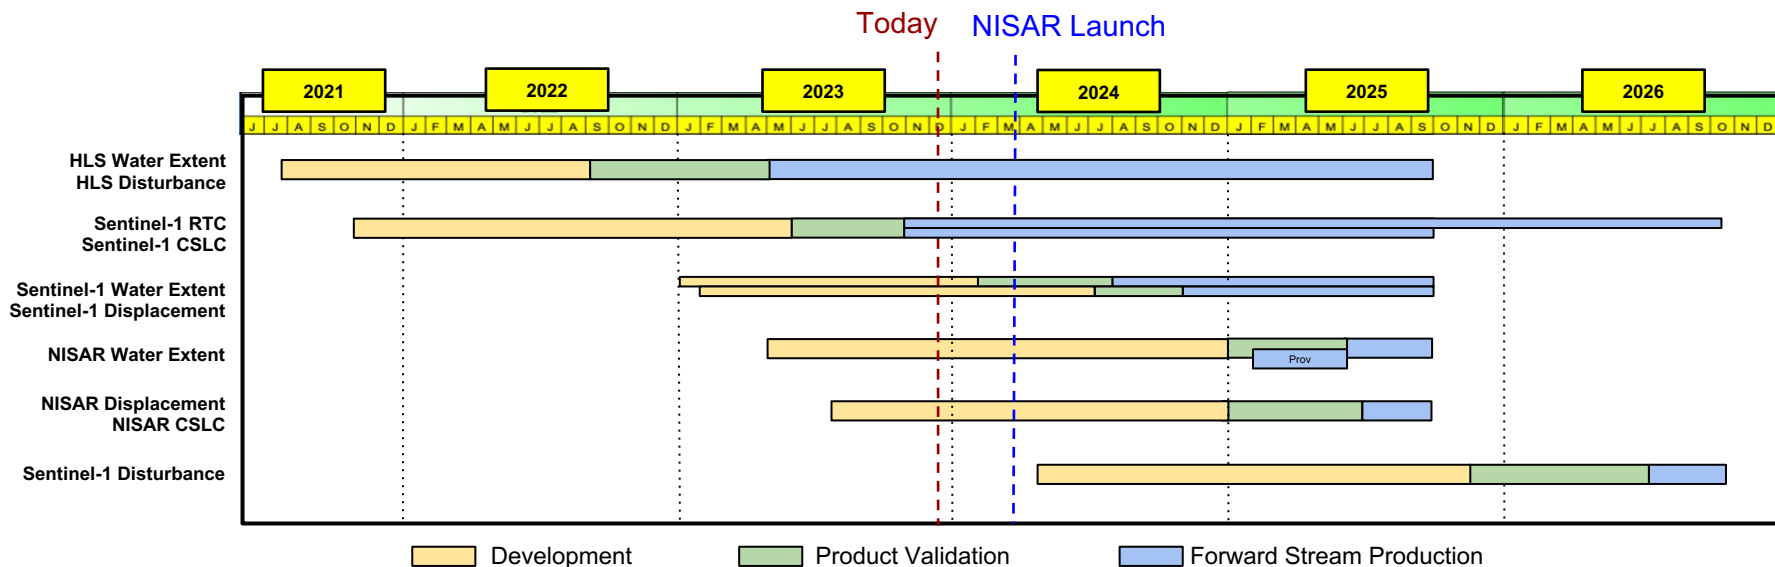 Today NISAR Launch
2021 2022 2023 2024 2025 2026
J J A S O N D J F M A M J J A S O N D J F M A M J J A S O N D J F M A M J J A S O N D J F M A M J J A S O N D J F M A M J J A S O N D
HLS Water Extent
HLS Disturbance
Sentinel-1 RTC
Sentinel-1 CSLC
Sentinel-1 Water Extent
Sentinel-1 Displacement
NISAR Water Extent
Prov
NISAR Displacement
NISAR CSLC
Sentinel-1 Disturbance
Development Product Validation Forward Stream Production